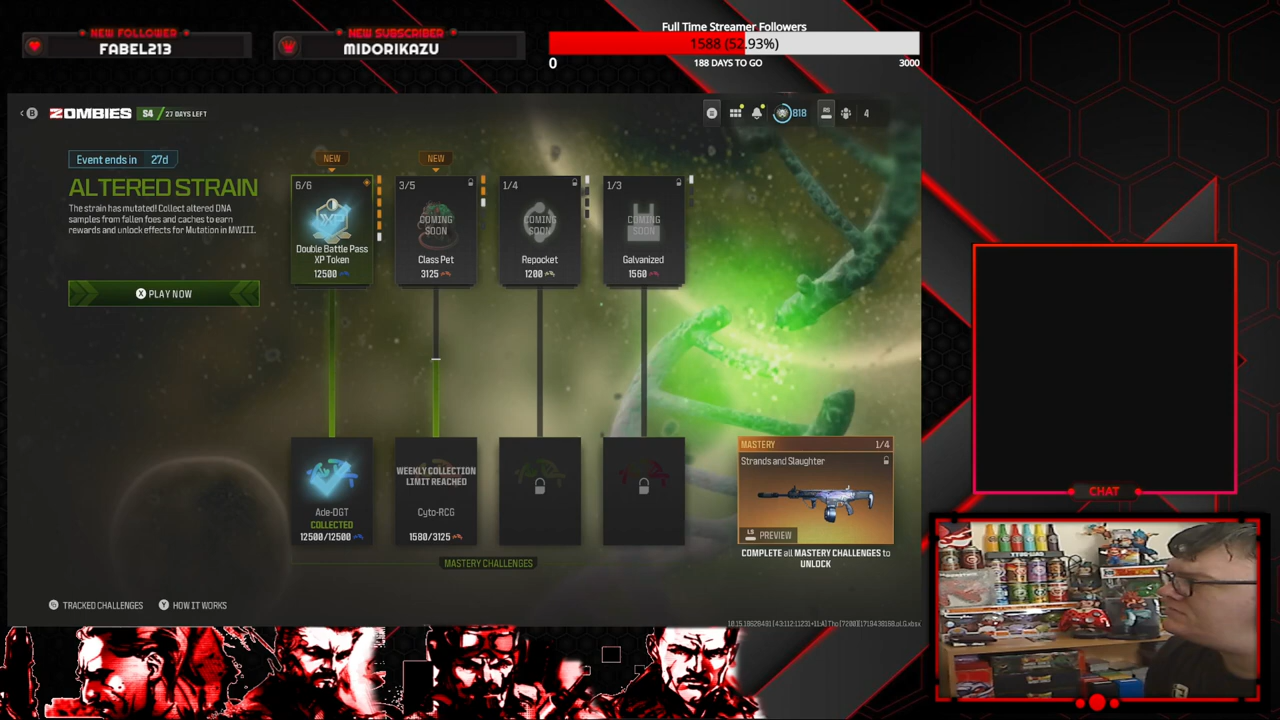 NEW FOLLOWER
FABEL213
NEW SUBSCRIBER
MIDORIKAZU
Full Time Streamer Followers
1588 (52.93%)
0
188 DAYS TO GO
3000
B
ZOMBIES
S4
27 DAYS LEFT
818
RS
4
Event ends in 27d
ALTERED STRAIN
The strain has mutated! Collect altered DNA
samples from fallen foes and caches to earn
rewards and unlock effects for Mutation in MWIII.
X PLAY NOW
NEW
6/6
Double Battle Pass
XP Token
12500
NEW
3/5
COMING
SOON
Class Pet
3125
1/4
COMING
SOON
Repocket
1200
1/3
COMING
SOON
Galvanized
1560
Ade-DGT
COLLECTED
12500/12500
WEEKLY COLLECTION
LIMIT REACHED
Cyto-RCG
1580/3125
MASTERY CHALLENGES
MASTERY
1/4
Strands and Slaughter
LS
PREVIEW
COMPLETE all MASTERY CHALLENGES to
UNLOCK
TRACKED CHALLENGES
Y HOW IT WORKS
CHAT